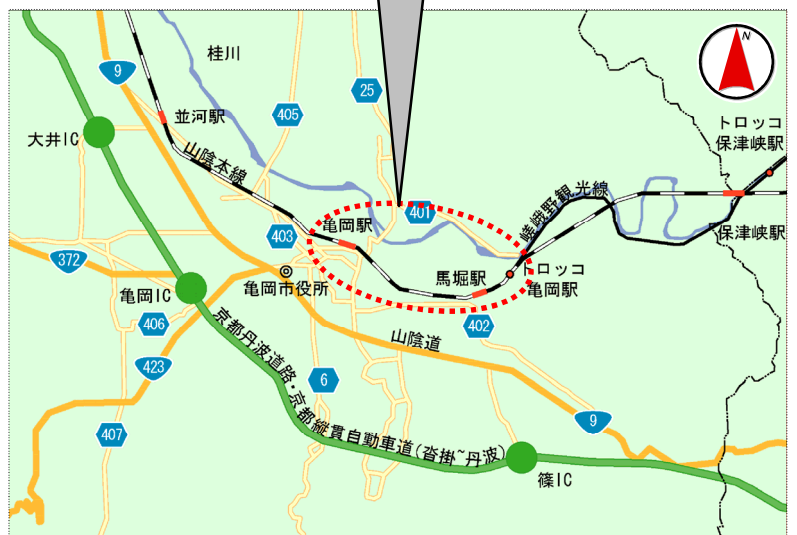 N
桂川
9
25
405
並河駅
トロッコ
保津峡駅
大井IC
山陰本線
401
嵯峨野観光線
亀岡駅
403
保津峡駅
372
馬堀駅
トロッコ
亀岡駅
亀岡市役所
亀岡IC
406
京都丹波道路・京都縦貫自動車道(沓掛~丹波)
山陰道
402
423
6
407
9
篠IC